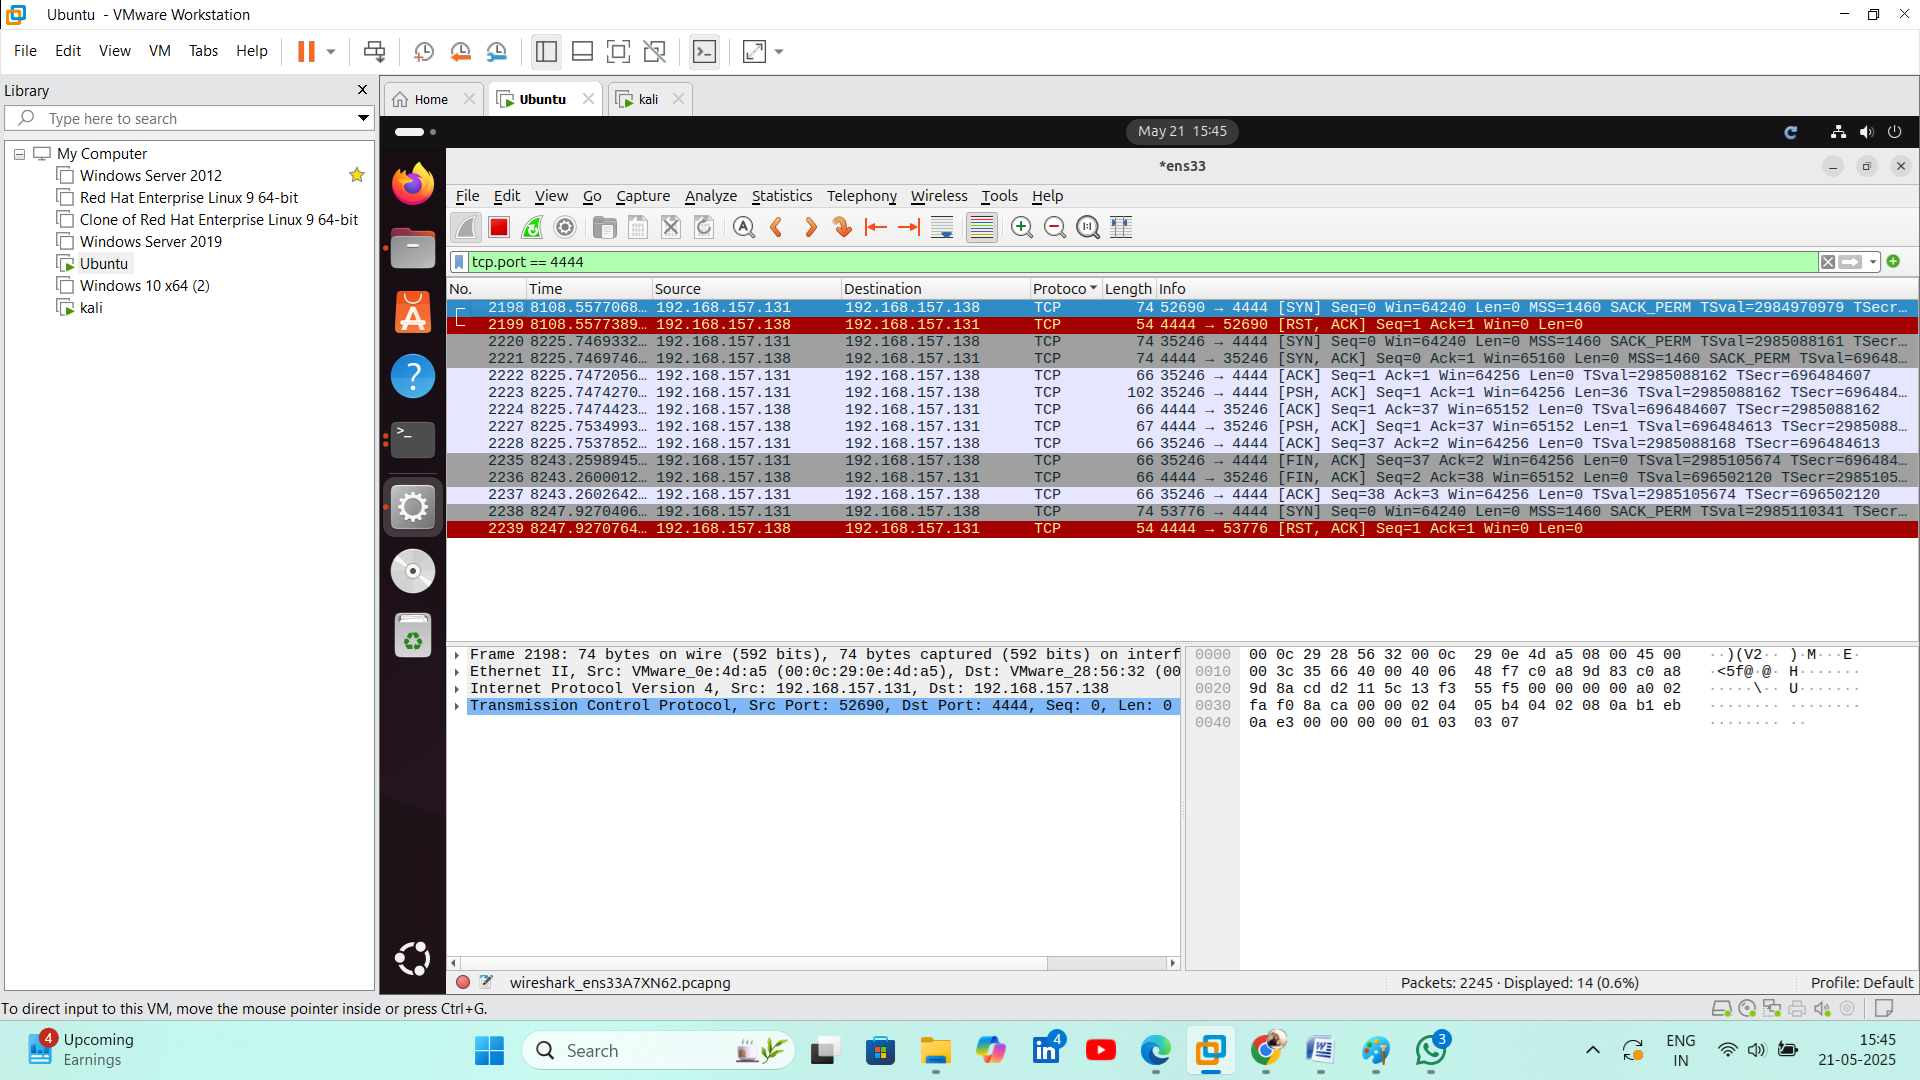 Ubuntu - VMware Workstation
File Edit View VM Tabs Help
Library
Type here to search
My Computer
Windows Server 2012
Red Hat Enterprise Linux 9 64-bit
Clone of Red Hat Enterprise Linux 9 64-bit
Windows Server 2019
Ubuntu
Windows 10 x64 (2)
kali
Home Ubuntu kali
May 21 15:45
*ens33
File Edit View Go Capture Analyze Statistics Telephony Wireless Tools Help
tcp.port == 4444
No. Time Source Destination Protoco Length Info
2198 8108.5577068… 192.168.157.131 192.168.157.138 TCP 74 52690 → 4444 [SYN] Seq=0 Win=64240 Len=0 MSS=1460 SACK_PERM TSval=2984970979 TSecr…
2199 8108.5577389… 192.168.157.138 192.168.157.131 TCP 54 4444 → 52690 [RST, ACK] Seq=1 Ack=1 Win=0 Len=0
2220 8225.7469332… 192.168.157.131 192.168.157.138 TCP 74 35246 → 4444 [SYN] Seq=0 Win=64240 Len=0 MSS=1460 SACK_PERM TSval=2985088161 TSecr…
2221 8225.7469746… 192.168.157.138 192.168.157.131 TCP 74 4444 → 35246 [SYN, ACK] Seq=0 Ack=1 Win=65160 Len=0 MSS=1460 SACK_PERM TSval=69648…
2222 8225.7472056… 192.168.157.131 192.168.157.138 TCP 66 35246 → 4444 [ACK] Seq=1 Ack=1 Win=64256 Len=0 TSval=2985088162 TSecr=696484607
2223 8225.7474270… 192.168.157.131 192.168.157.138 TCP 102 35246 → 4444 [PSH, ACK] Seq=1 Ack=1 Win=64256 Len=36 TSval=2985088162 TSecr=696484…
2224 8225.7474423… 192.168.157.138 192.168.157.131 TCP 66 4444 → 35246 [ACK] Seq=1 Ack=37 Win=65152 Len=0 TSval=696484607 TSecr=2985088162
2227 8225.7534993… 192.168.157.138 192.168.157.131 TCP 67 4444 → 35246 [PSH, ACK] Seq=1 Ack=37 Win=65152 Len=1 TSval=696484613 TSecr=2985088…
2228 8225.7537852… 192.168.157.131 192.168.157.138 TCP 66 35246 → 4444 [ACK] Seq=37 Ack=2 Win=64256 Len=0 TSval=2985088168 TSecr=696484613
2235 8243.2598945… 192.168.157.131 192.168.157.138 TCP 66 35246 → 4444 [FIN, ACK] Seq=37 Ack=2 Win=64256 Len=0 TSval=2985105674 TSecr=696484…
2236 8243.2600012… 192.168.157.138 192.168.157.131 TCP 66 4444 → 35246 [FIN, ACK] Seq=2 Ack=38 Win=65152 Len=0 TSval=696502120 TSecr=2985105…
2237 8243.2602642… 192.168.157.131 192.168.157.138 TCP 66 35246 → 4444 [ACK] Seq=38 Ack=3 Win=64256 Len=0 TSval=2985105674 TSecr=696502120
2238 8247.9270406… 192.168.157.131 192.168.157.138 TCP 74 53776 → 4444 [SYN] Seq=0 Win=64240 Len=0 MSS=1460 SACK_PERM TSval=2985110341 TSecr…
2239 8247.9270764… 192.168.157.138 192.168.157.131 TCP 54 4444 → 53776 [RST, ACK] Seq=1 Ack=1 Win=0 Len=0
Frame 2198: 74 bytes on wire (592 bits), 74 bytes captured (592 bits) on interf
Ethernet II, Src: VMware_0e:4d:a5 (00:0c:29:0e:4d:a5), Dst: VMware_28:56:32 (00
Internet Protocol Version 4, Src: 192.168.157.131, Dst: 192.168.157.138
Transmission Control Protocol, Src Port: 52690, Dst Port: 4444, Seq: 0, Len: 0
0000 00 0c 29 28 56 32 00 0c 29 0e 4d a5 08 00 45 00 ··)(V2·· )·M···E·
0010 00 3c 35 66 40 00 40 06 48 f7 c0 a8 9d 83 c0 a8 ·<5f@·@· H·······
0020 9d 8a cd d2 11 5c 13 f3 55 f5 00 00 00 00 a0 02 ·····\·· U·······
0030 fa f0 8a ca 00 00 02 04 05 b4 04 02 08 0a b1 eb ········ ········
0040 0a e3 00 00 00 00 01 03 03 07 ········ ··
wireshark_ens33A7XN62.pcapng
Packets: 2245 · Displayed: 14 (0.6%)
Profile: Default
To direct input to this VM, move the mouse pointer inside or press Ctrl+G.
4
Upcoming
Earnings
Search
4
3
ENG
IN
15:45
21-05-2025